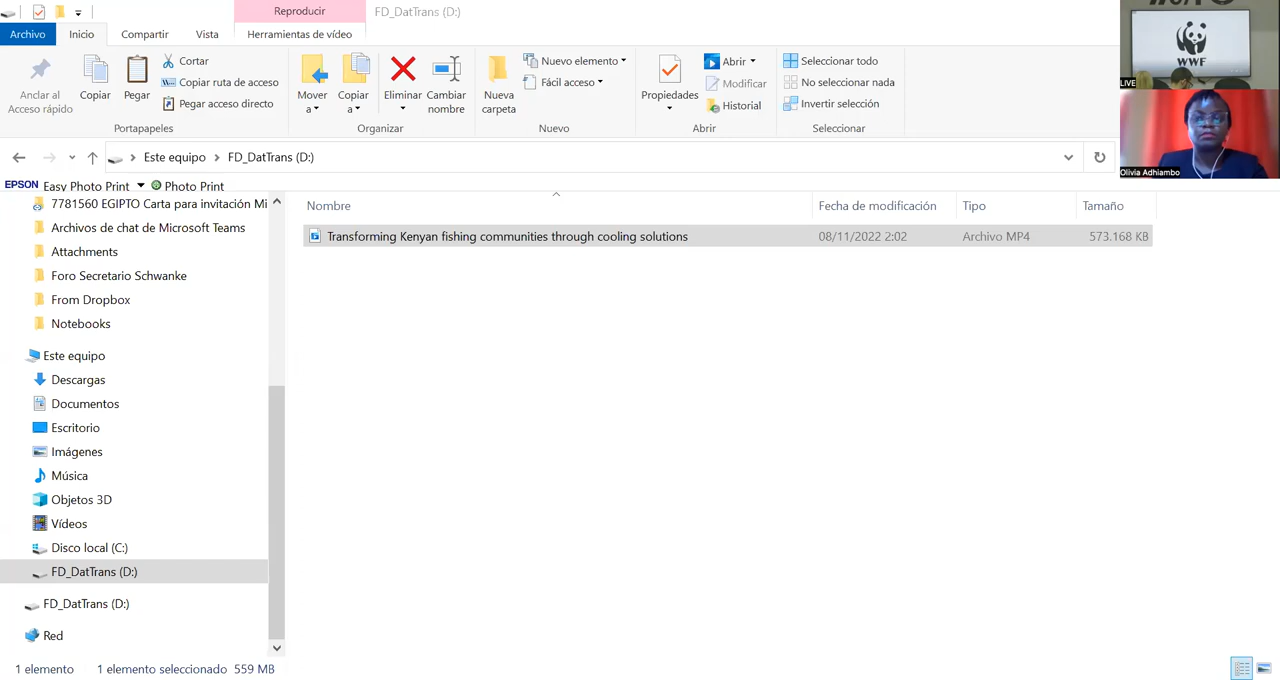 Reproducir
FD_DatTrans (D:)
Archivo
Inicio
Compartir
Vista
Herramientas de vídeo
Anclar al
Acceso rápido
Copiar
Pegar
Cortar
Copiar ruta de acceso
Pegar acceso directo
Portapapeles
Mover
a
Copiar
a
Eliminar
Cambiar
nombre
Organizar
Nueva
carpeta
Nuevo elemento
Fácil acceso
Nuevo
Propiedades
Abrir
Modificar
Historial
Abrir
Seleccionar todo
No seleccionar nada
Invertir selección
Seleccionar
WWF
LIVE
Olivia Adhiambo
Este equipo
FD_DatTrans (D:)
EPSON Easy Photo Print
Photo Print
7781560 EGIPTO Carta para invitación Mi
Archivos de chat de Microsoft Teams
Attachments
Foro Secretario Schwanke
From Dropbox
Notebooks
Este equipo
Descargas
Documentos
Escritorio
Imágenes
Música
Objetos 3D
Vídeos
Disco local (C:)
FD_DatTrans (D:)
FD_DatTrans (D:)
Red
Nombre
Fecha de modificación
Tipo
Tamaño
Transforming Kenyan fishing communities through cooling solutions
08/11/2022 2:02
Archivo MP4
573.168 KB
1 elemento
1 elemento seleccionado 559 MB